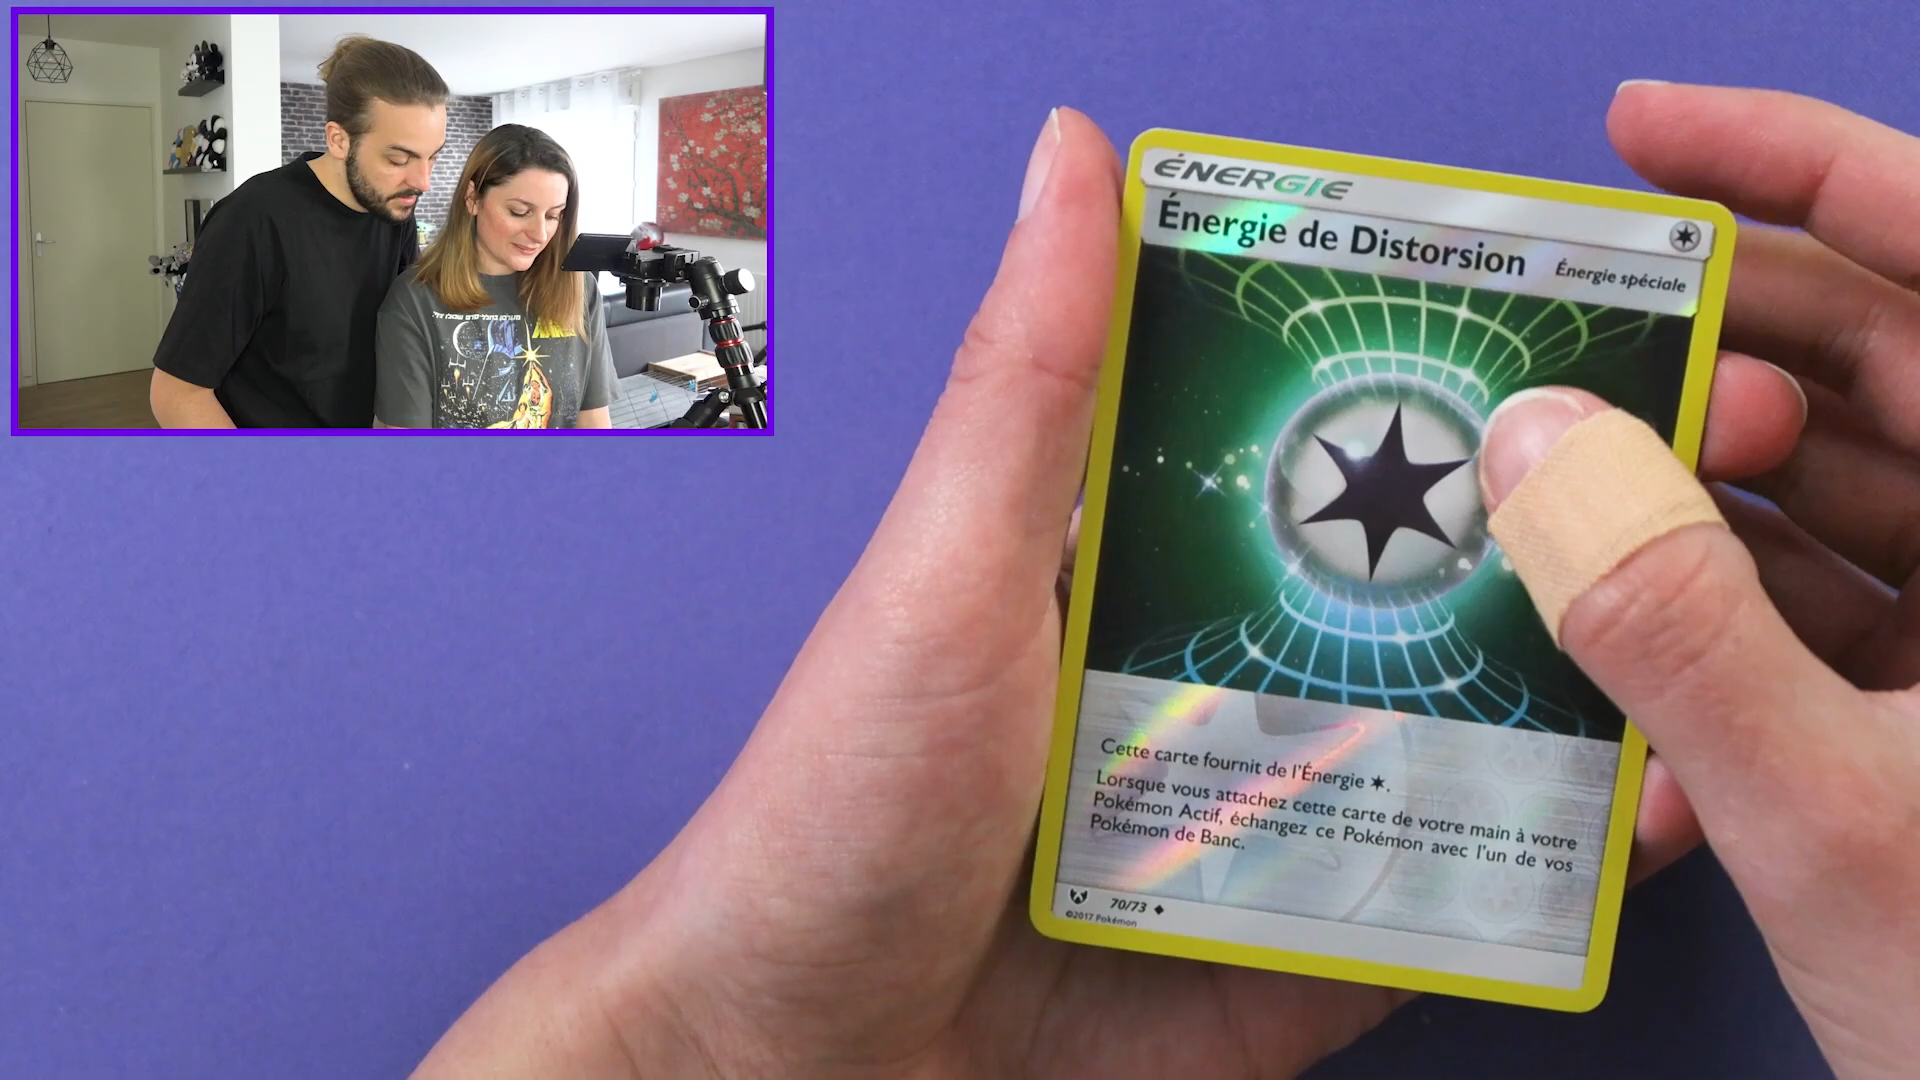 ÉNERGIE
Énergie de Distorsion
Énergie spéciale
Cette carte fournit de l'Énergie
Lorsque vous attachez cette carte de votre main à votre
Pokémon Actif, échangez ce Pokémon avec l'un de vos
Pokémon de Banc.
70/73
©2017 Pokémon